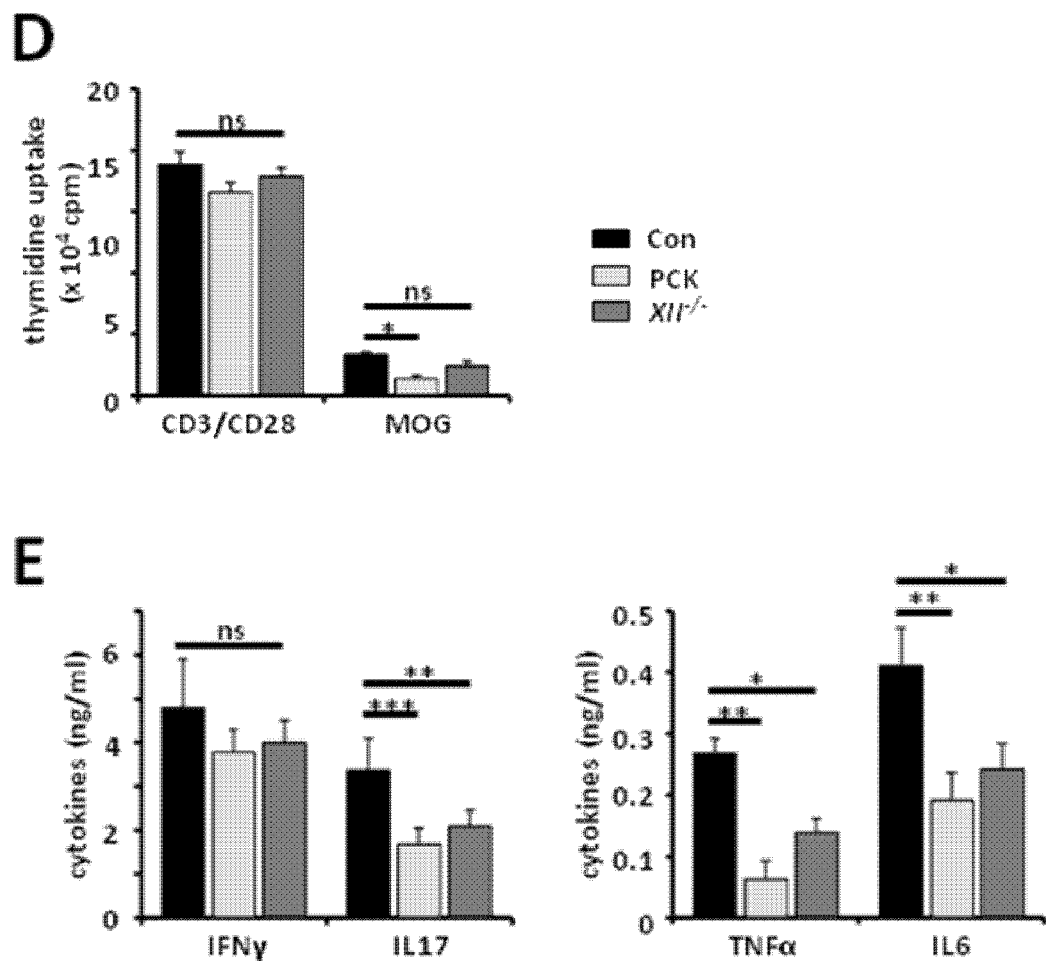 D
thymidine uptake
(x 10⁴ cpm)
20
15
10
5
0
ns
ns
*
CD3/CD28
MOG
Con
PCK
XII⁻/⁻
E
cytokines (ng/ml)
6
4
2
0
ns
**
***
IFNγ
IL17
cytokines (ng/ml)
0.5
0.4
0.3
0.2
0.1
0
*
**
*
**
TNFα
IL6